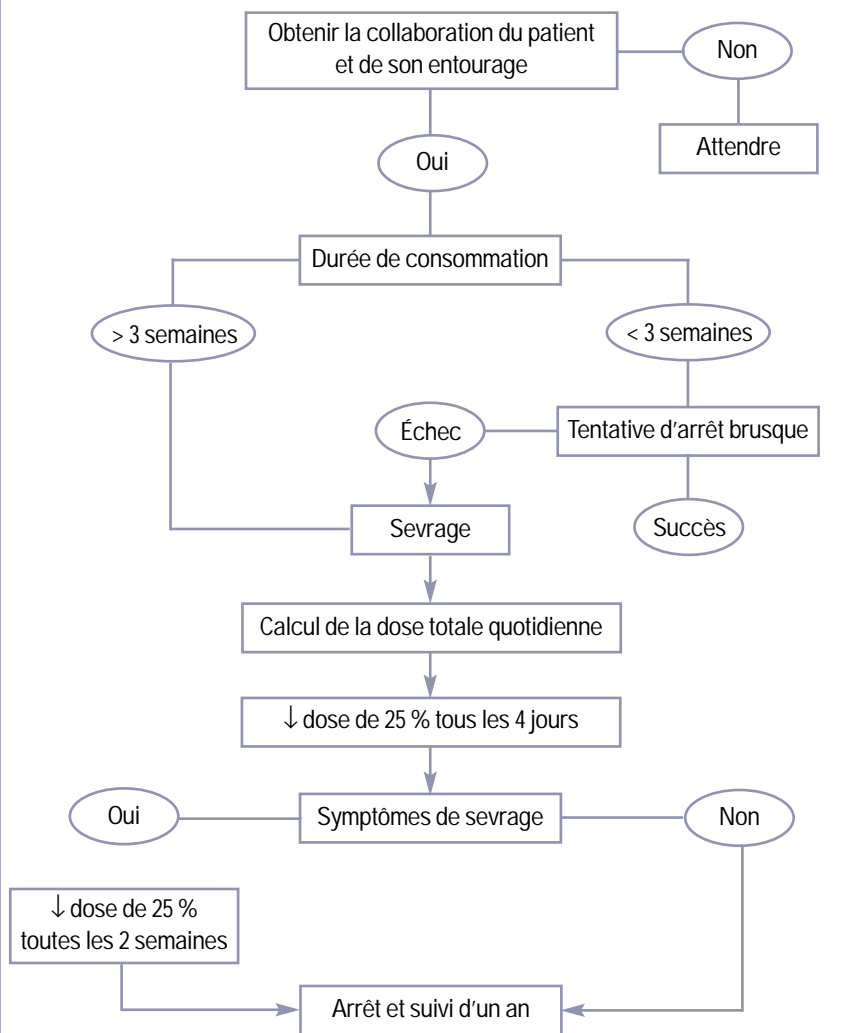 Obtenir la collaboration du patient
et de son entourage
Non
Attendre
Oui
Durée de consommation
> 3 semaines
< 3 semaines
Échec
Tentative d'arrêt brusque
Sevrage
Succès
Calcul de la dose totale quotidienne
↓ dose de 25 % tous les 4 jours
Oui
Symptômes de sevrage
Non
↓ dose de 25 %
toutes les 2 semaines
Arrêt et suivi d'un an